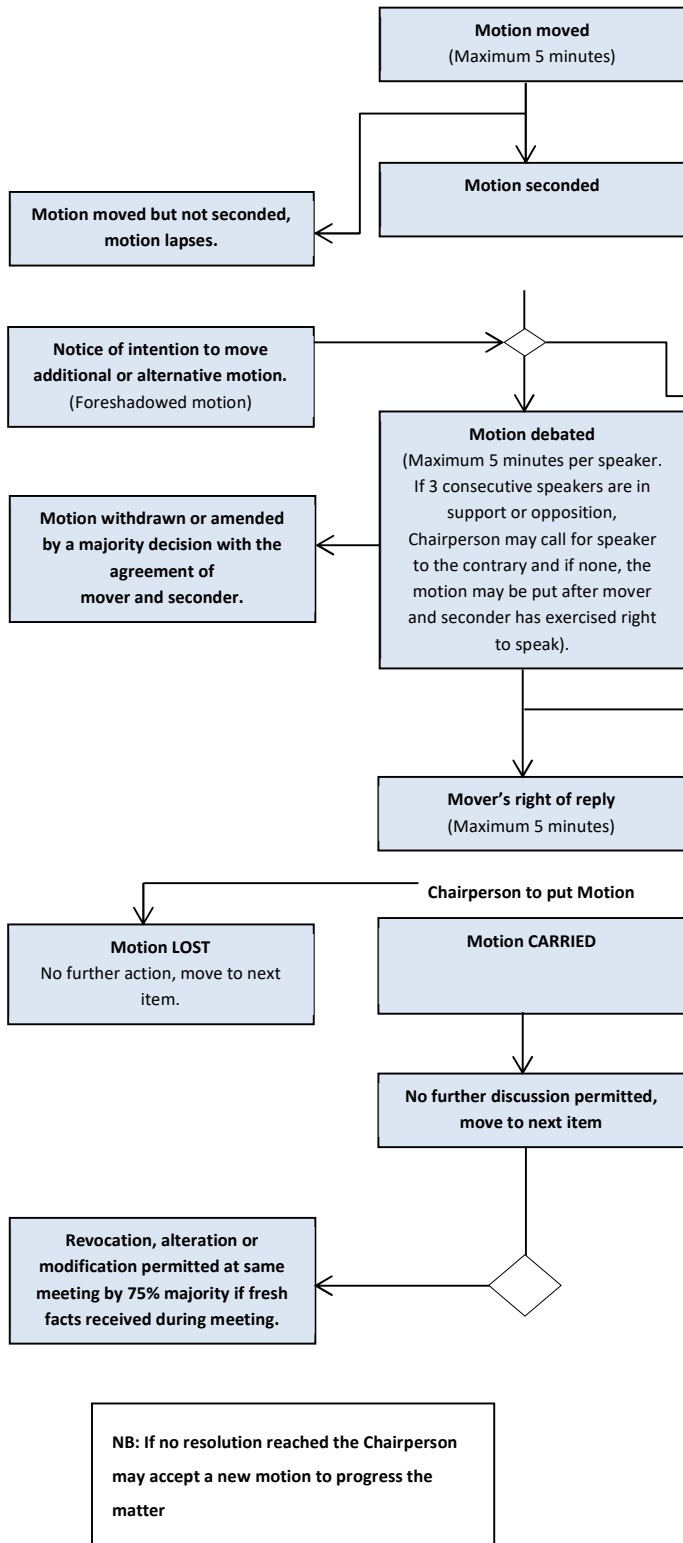 Motion moved
(Maximum 5 minutes)
Motion seconded
Motion moved but not seconded,
motion lapses.
Notice of intention to move
additional or alternative motion.
(Foreshadowed motion)
Motion debated
(Maximum 5 minutes per speaker.
If 3 consecutive speakers are in
support or opposition,
Chairperson may call for speaker
to the contrary and if none, the
motion may be put after mover
and seconder has exercised right
to speak).
Motion withdrawn or amended
by a majority decision with the
agreement of
mover and seconder.
Mover’s right of reply
(Maximum 5 minutes)
Chairperson to put Motion
Motion LOST
No further action, move to next
item.
Motion CARRIED
No further discussion permitted,
move to next item
Revocation, alteration or
modification permitted at same
meeting by 75% majority if fresh
facts received during meeting.
NB: If no resolution reached the Chairperson
may accept a new motion to progress the
matter